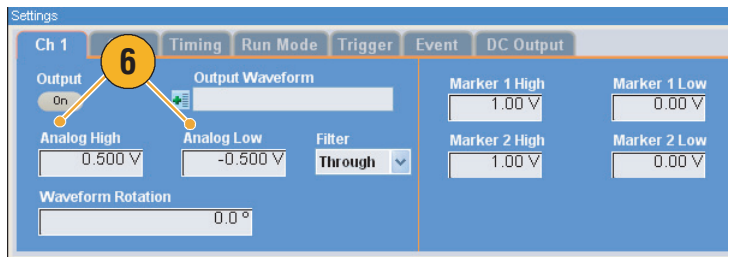 Settings
Ch 1 Timing Run Mode Trigger Event DC Output
6
Output Output Waveform
On
Analog High Analog Low Filter
0.500 V -0.500 V Through
Waveform Rotation
0.0 °
Marker 1 High Marker 1 Low
1.00 V 0.00 V
Marker 2 High Marker 2 Low
1.00 V 0.00 V